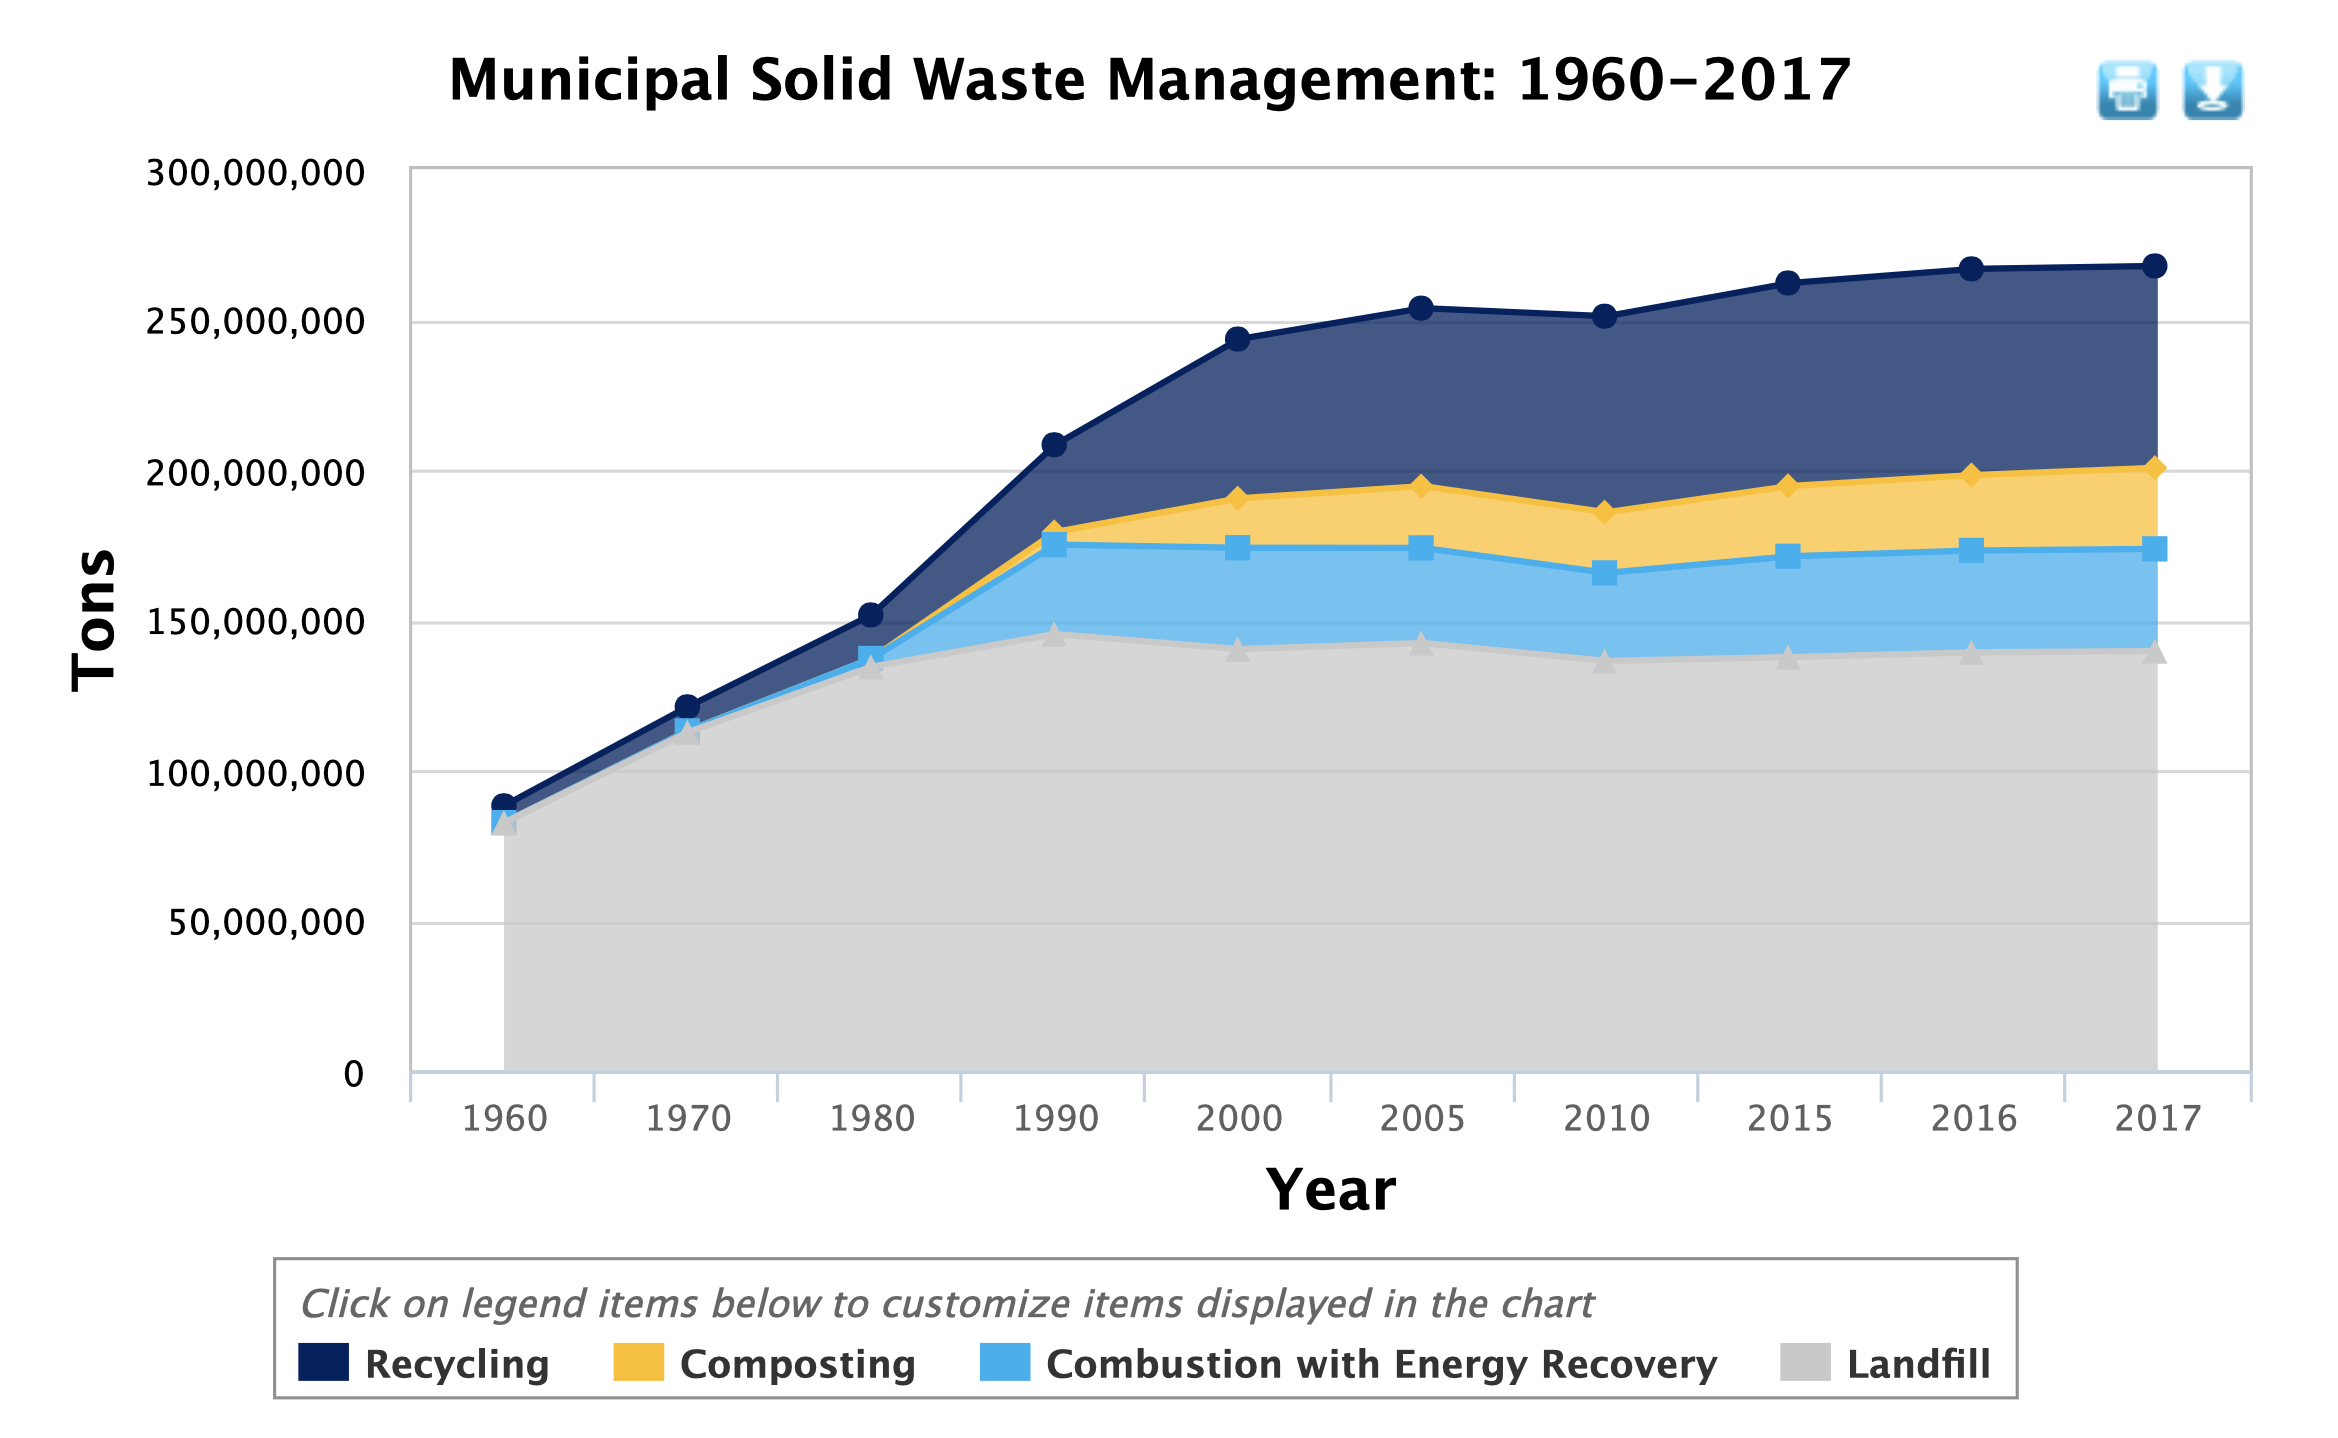 Municipal Solid Waste Management: 1960–2017
300,000,000
250,000,000
200,000,000
150,000,000
100,000,000
50,000,000
0
Tons
1960 1970 1980 1990 2000 2005 2010 2015 2016 2017
Year
Click on legend items below to customize items displayed in the chart
Recycling Composting Combustion with Energy Recovery Landfill